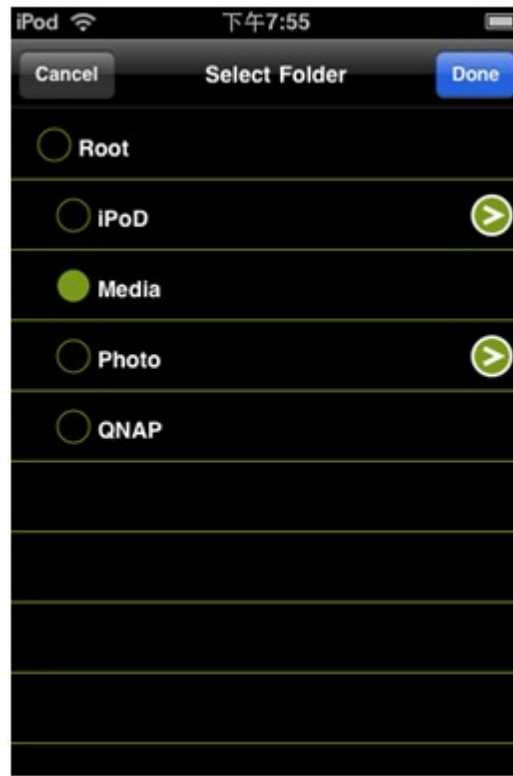 iPod 下午7:55
Cancel Select Folder Done
Root
iPoD
Media
Photo
QNAP